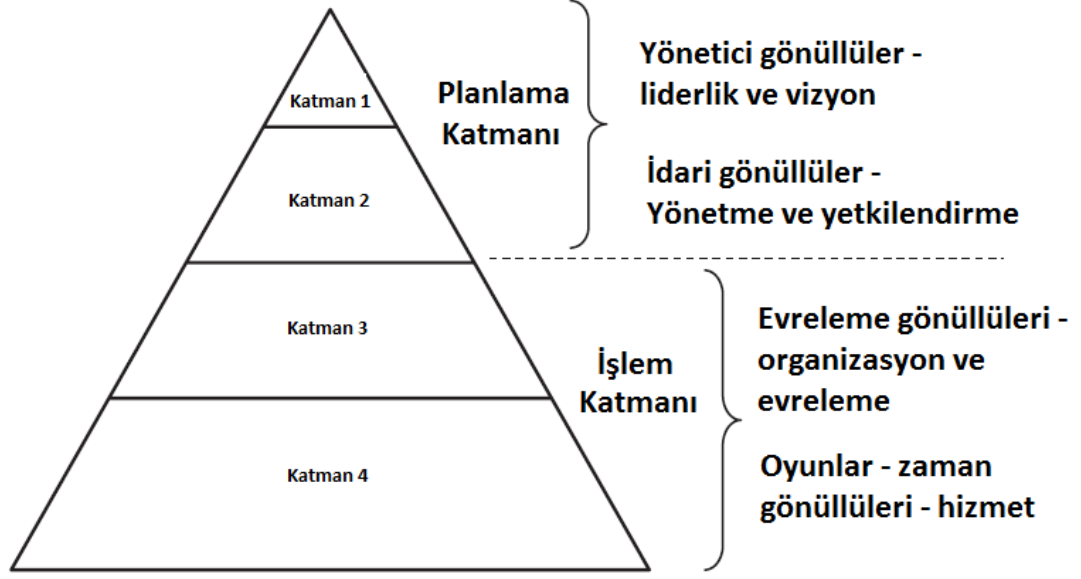 Katman 1
Katman 2
Katman 3
Katman 4
Planlama
Katmanı
Yönetici gönüllüler -
liderlik ve vizyon
İdari gönüllüler -
Yönetme ve yetkilendirme
İşlem
Katmanı
Evreleme gönüllüleri -
organizasyon ve
evreleme
Oyunlar - zaman
gönüllüleri - hizmet